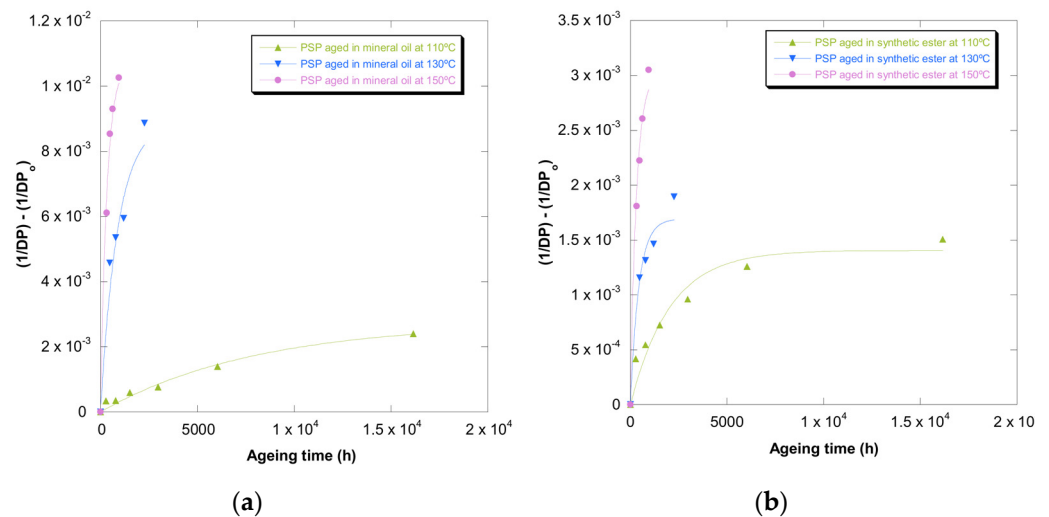 1.2 x 10⁻²
1 x 10⁻²
8 x 10⁻³
6 x 10⁻³
4 x 10⁻³
2 x 10⁻³
0
(1/DP) - (1/DPₒ)
PSP aged in mineral oil at 110ºC
PSP aged in mineral oil at 130ºC
PSP aged in mineral oil at 150ºC
0 5000 1 x 10⁴ 1.5 x 10⁴ 2 x 10⁴
Ageing time (h)
(a)
3.5 x 10⁻³
3 x 10⁻³
2.5 x 10⁻³
2 x 10⁻³
1.5 x 10⁻³
1 x 10⁻³
5 x 10⁻⁴
0
(1/DP) - (1/DPₒ)
PSP aged in synthetic ester at 110ºC
PSP aged in synthetic ester at 130ºC
PSP aged in synthetic ester at 150ºC
0 5000 1 x 10⁴ 1.5 x 10⁴ 2 x 10
Ageing time (h)
(b)